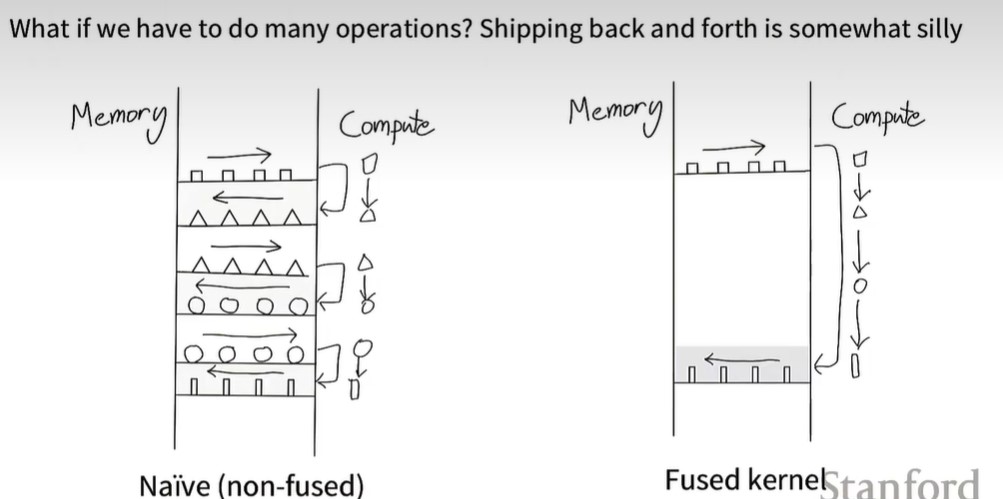 What if we have to do many operations? Shipping back and forth is somewhat silly
Memory
Compute
Memory
Compute
Naïve (non-fused)
Fused kernel
Stanford